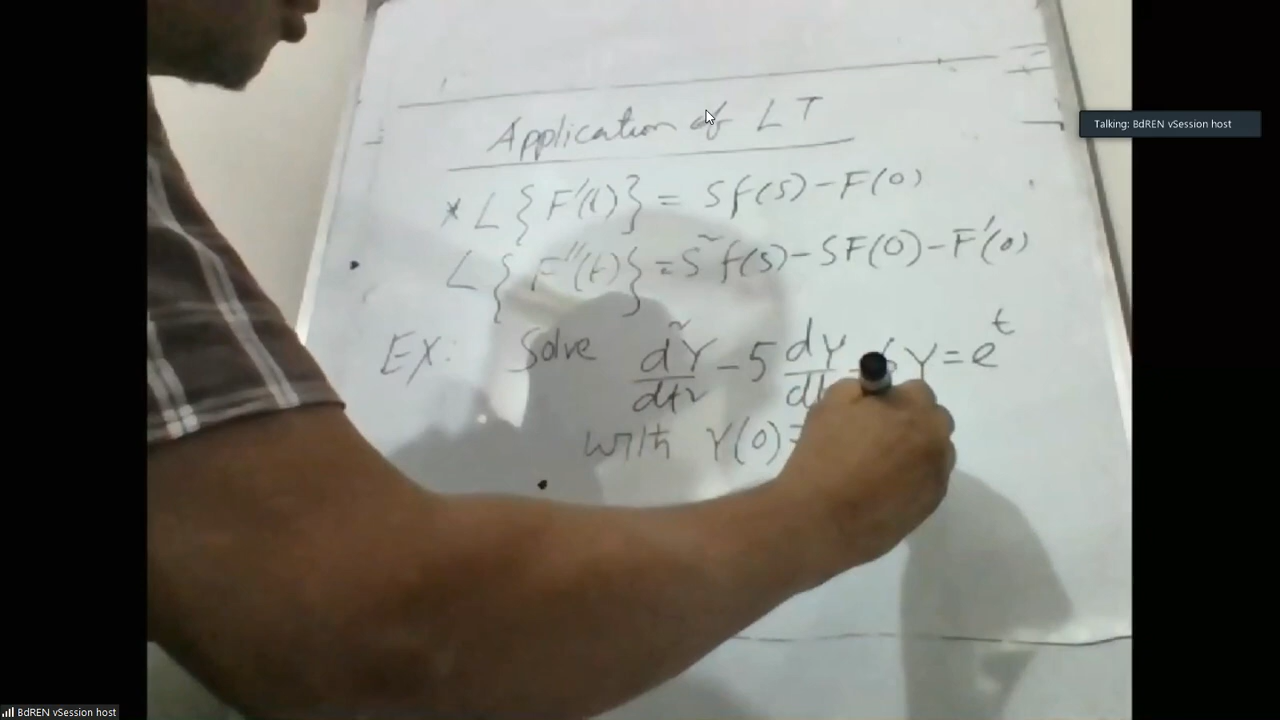 Application of LT
Talking: BdREN vSession host
* L{F'(t)} = Sf(s) - F(0)
L{F''(t)} = S² f(s) - SF(0) - F'(0)
EX: Solve d²Y/dt² - 5 dY/dt Y = e^t
with Y(0) =
BdREN vSession host